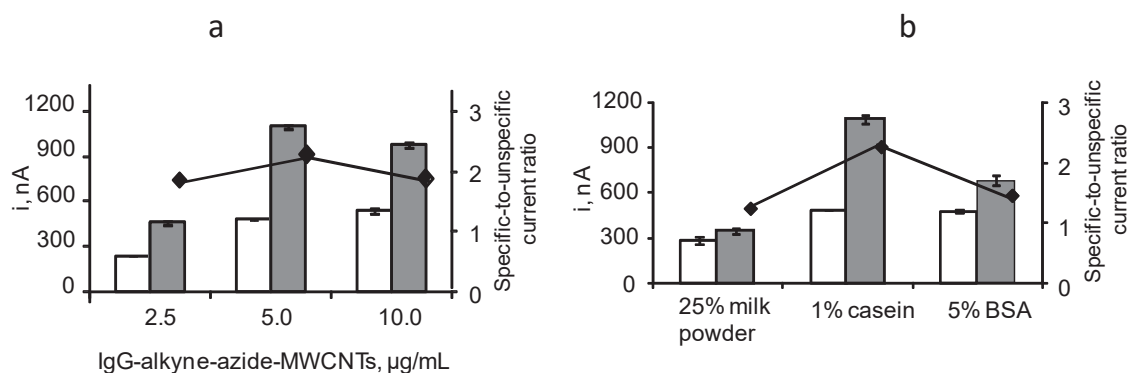 a
1200
900
600
300
0
i, nA
3
2
1
0
Specific-to-unspecific
current ratio
2.5 5.0 10.0
IgG-alkyne-azide-MWCNTs, µg/mL
b
1200
900
600
300
0
i, nA
3
2
1
0
Specific-to-unspecific
current ratio
25% milk
powder
1% casein
5% BSA